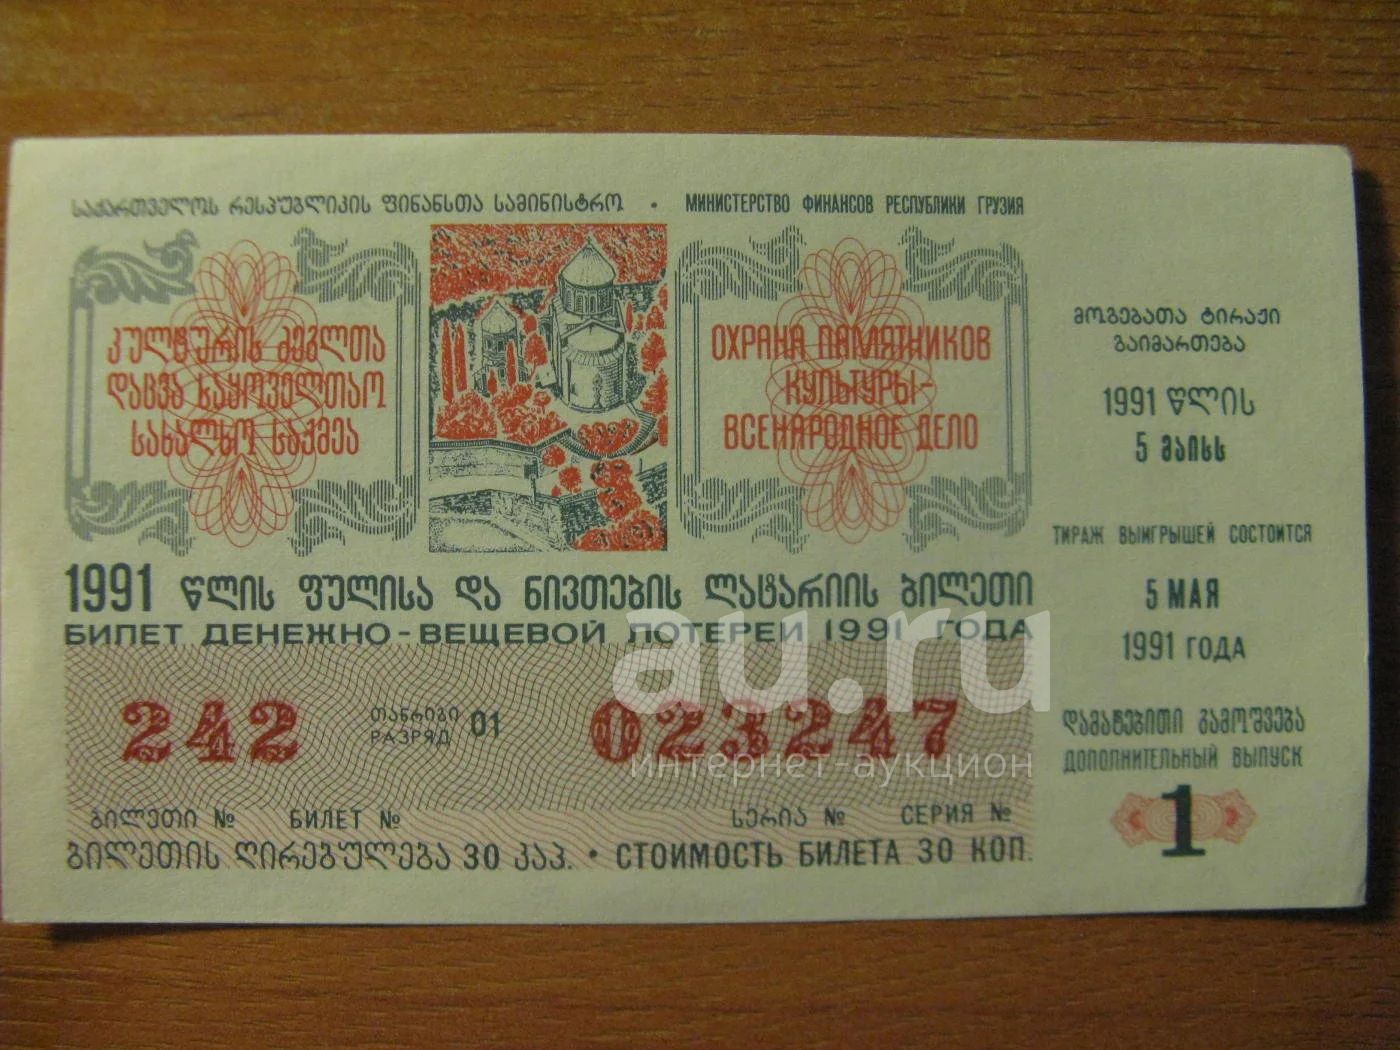 საქართველოს რესპუბლიკის ფინანსთა სამინისტრო • МИНИСТЕРСТВО ФИНАНСОВ РЕСПУБЛИКИ ГРУЗИЯ
კულტურის ძეგლთა
დაცვა საყოველთაო
სახალხო საქმეა
ОХРАНА ПАМЯТНИКОВ
КУЛЬТУРЫ-
ВСЕНАРОДНОЕ ДЕЛО
1991 წლის ფულისა და ნივთების ლატარიის ბილეთი
БИЛЕТ ДЕНЕЖНО-ВЕЩЕВОЙ ЛОТЕРЕИ 1991 ГОДА
242 თანრიგი 01 023247
РАЗРЯД
ბილეთი № БИЛЕТ № სერია № СЕРИЯ №
ბილეთის ღირებულება 30 კაპ. • СТОИМОСТЬ БИЛЕТА 30 КОП.
მოგებათა ტირაჟი
გაიმართება
1991 წლის
5 მაისს
ТИРАЖ ВЫИГРЫШЕЙ СОСТОИТСЯ
5 МАЯ
1991 ГОДА
დამატებითი გამოშვება
ДОПОЛНИТЕЛЬНЫЙ ВЫПУСК
1
au.ru
интернет-аукцион